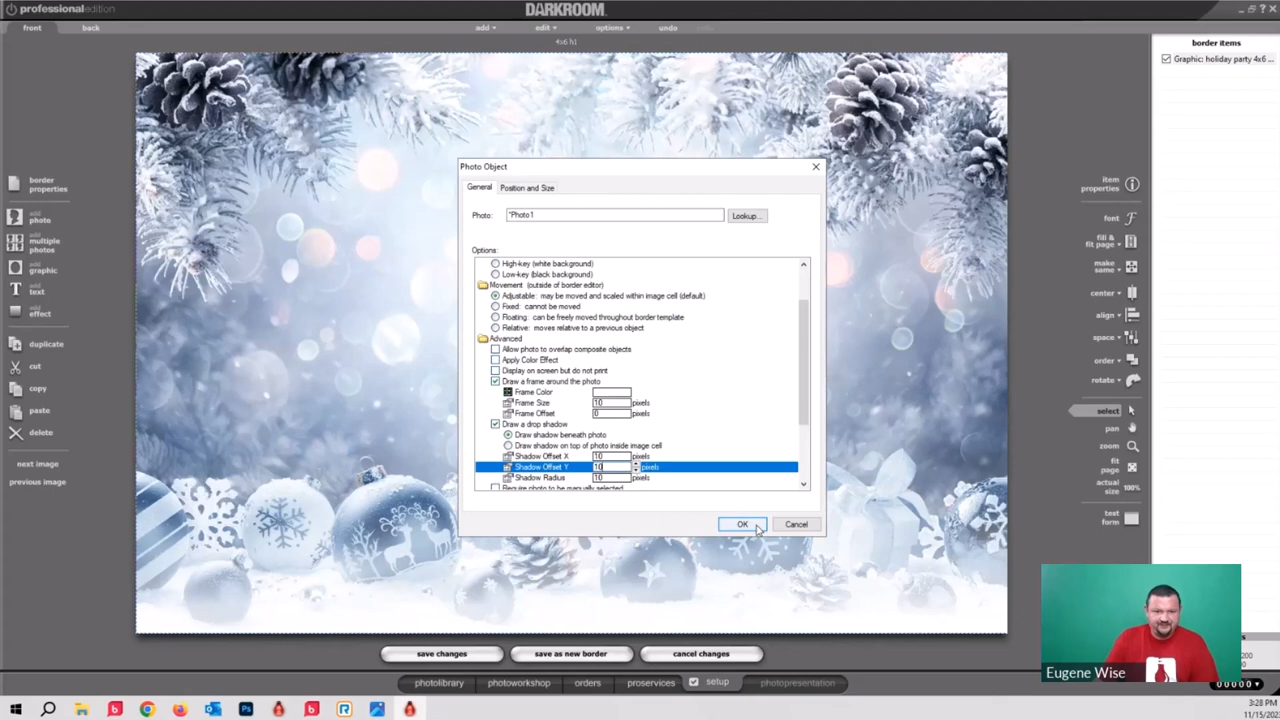 professionaledition
DARKROOM
front
back
add
edit
options
undo
4x6 h1
border items
Graphic: holiday party 4x6 ...
border
properties
add
photo
add
multiple
photos
add
graphic
add
text
add
effect
duplicate
cut
copy
paste
delete
next image
previous image
Photo Object
General
Position and Size
Photo:
"Photo1
Lookup...
Options:
High-key (white background)
Low-key (black background)
Movement (outside of border editor)
Adjustable: may be moved and scaled within image cell (default)
Fixed: cannot be moved
Floating: can be freely moved throughout border template
Relative: moves relative to a previous object
Advanced
Allow photo to overlap composite objects
Apply Color Effect
Display on screen but do not print
Draw a frame around the photo
Frame Color
Frame Size 10 pixels
Frame Offset 0 pixels
Draw a drop shadow
Draw shadow beneath photo
Draw shadow on top of photo inside image cell
Shadow Offset X 10 pixels
Shadow Offset Y 10 pixels
Shadow Radius 10 pixels
Require photo to be manually selected
OK
Cancel
item
properties
font
fill &
fit page
make
same
center
align
space
order
rotate
select
pan
zoom
fit
page
actual
size
100%
text
form
save changes
save as new border
cancel changes
photolibrary
photoworkshop
orders
proservices
setup
photopresentation
Eugene Wise
00000
3:28 PM